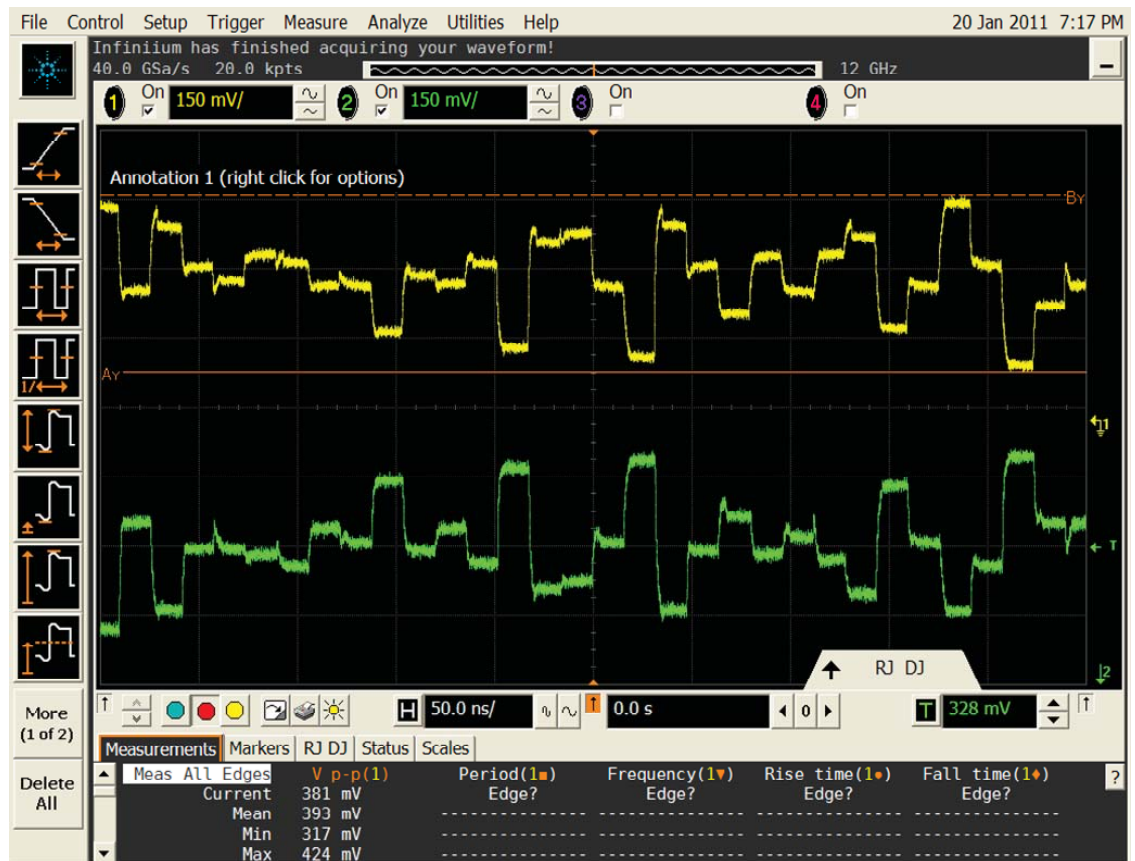 File Control Setup Trigger Measure Analyze Utilities Help 20 Jan 2011 7:17 PM
Infiniium has finished acquiring your waveform!
40.0 GSa/s 20.0 kpts 12 GHz
1 On 150 mV/ 2 On 150 mV/ 3 On 4 On
Annotation 1 (right click for options)
BY
AY
1
T
2
1/
RJ DJ
More
(1 of 2)
Delete
All
H 50.0 ns/ 0.0 s 0 T 328 mV
Measurements Markers RJ DJ Status Scales
Meas All Edges V p-p(1) Period(1■) Frequency(1▼) Rise time(1●) Fall time(1♦) ?
Current 381 mV Edge? Edge? Edge? Edge?
Mean 393 mV -------------- -------------- -------------- --------------
Min 317 mV -------------- -------------- -------------- --------------
Max 424 mV -------------- -------------- -------------- --------------